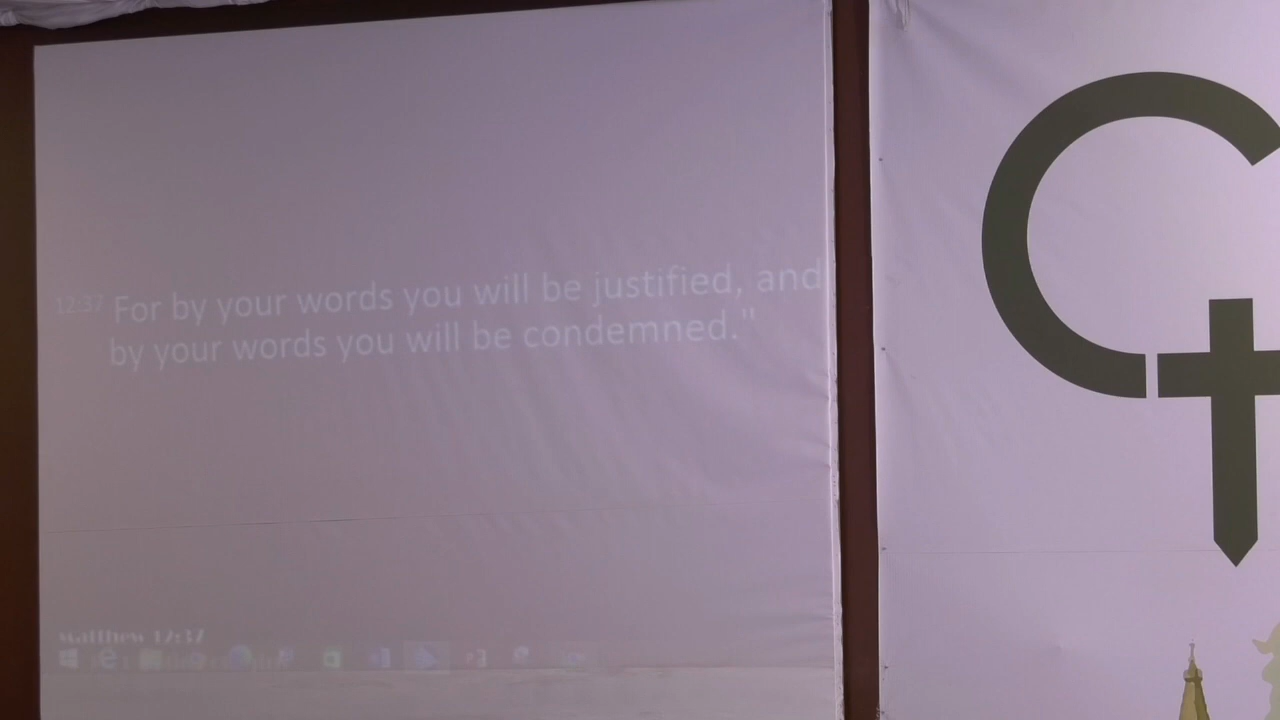 12:37 For by your words you will be justified, and
by your words you will be condemned."
Matthew 12:37